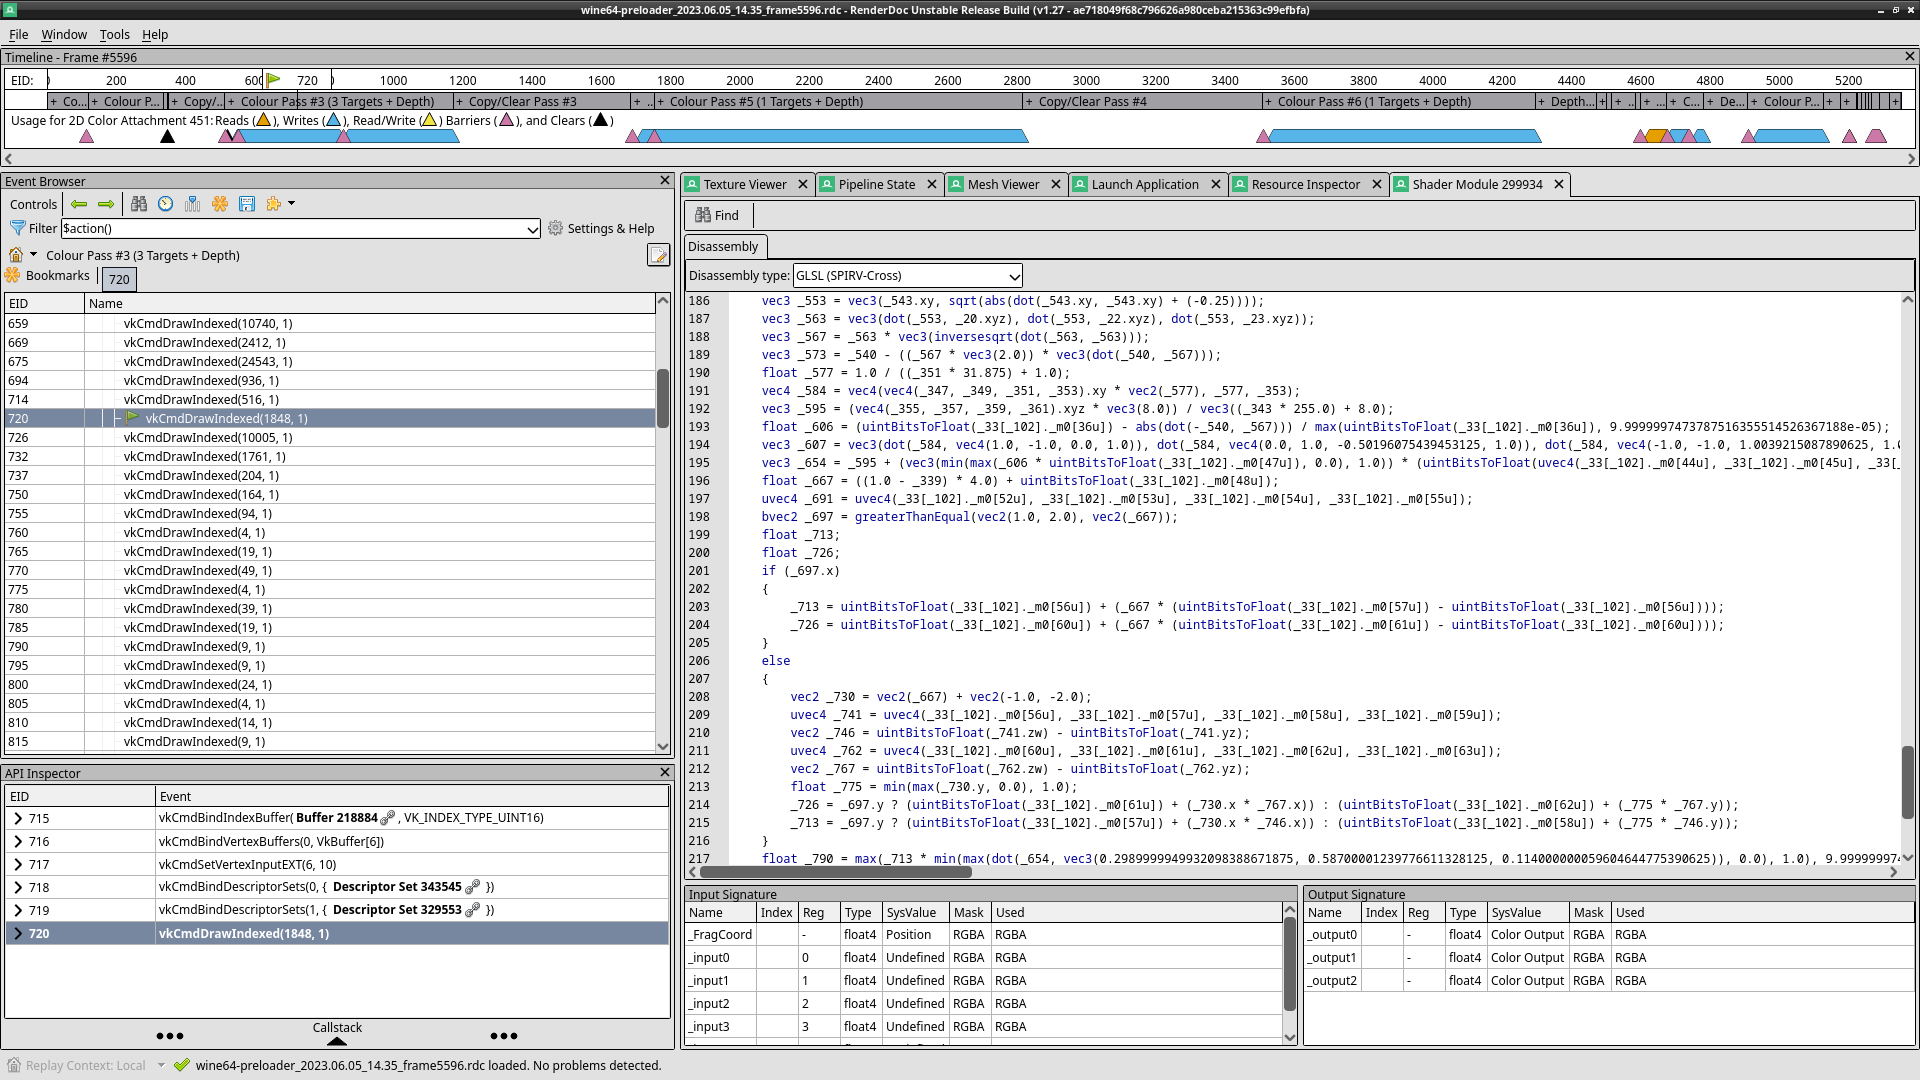 wine64-preloader_2023.06.05_14.35_frame5596.rdc - RenderDoc Unstable Release Build (v1.27 - ae718049f68c796626a980ceba215363c99efbfa)
File Window Tools Help
Timeline - Frame #5596
EID: 200 400 600 720 1000 1200 1400 1600 1800 2000 2200 2400 2600 2800 3000 3200 3400 3600 3800 4000 4200 4400 4600 4800 5000 5200
+ Co... + Colour P... + Copy/... + Colour Pass #3 (3 Targets + Depth) + Copy/Clear Pass #3 + .. + Colour Pass #5 (1 Targets + Depth) + Copy/Clear Pass #4 + Colour Pass #6 (1 Targets + Depth) + Depth... + + .. + ... + C... + De... + Colour P... + + +
Usage for 2D Color Attachment 451: Reads ( ), Writes ( ), Read/Write ( ) Barriers ( ), and Clears ( )
Event Browser
Controls
Filter $action() Settings & Help
Colour Pass #3 (3 Targets + Depth)
Bookmarks 720
EID Name
659 vkCmdDrawIndexed(10740, 1)
669 vkCmdDrawIndexed(2412, 1)
675 vkCmdDrawIndexed(24543, 1)
694 vkCmdDrawIndexed(936, 1)
714 vkCmdDrawIndexed(516, 1)
720 vkCmdDrawIndexed(1848, 1)
726 vkCmdDrawIndexed(10005, 1)
732 vkCmdDrawIndexed(1761, 1)
737 vkCmdDrawIndexed(204, 1)
750 vkCmdDrawIndexed(164, 1)
755 vkCmdDrawIndexed(94, 1)
760 vkCmdDrawIndexed(4, 1)
765 vkCmdDrawIndexed(19, 1)
770 vkCmdDrawIndexed(49, 1)
775 vkCmdDrawIndexed(4, 1)
780 vkCmdDrawIndexed(39, 1)
785 vkCmdDrawIndexed(19, 1)
790 vkCmdDrawIndexed(9, 1)
795 vkCmdDrawIndexed(9, 1)
800 vkCmdDrawIndexed(24, 1)
805 vkCmdDrawIndexed(4, 1)
810 vkCmdDrawIndexed(14, 1)
815 vkCmdDrawIndexed(9, 1)
API Inspector
EID Event
715 vkCmdBindIndexBuffer( Buffer 218884 , VK_INDEX_TYPE_UINT16)
716 vkCmdBindVertexBuffers(0, VkBuffer[6])
717 vkCmdSetVertexInputEXT(6, 10)
718 vkCmdBindDescriptorSets(0, { Descriptor Set 343545 })
719 vkCmdBindDescriptorSets(1, { Descriptor Set 329553 })
720 vkCmdDrawIndexed(1848, 1)
Callstack
Texture Viewer Pipeline State Mesh Viewer Launch Application Resource Inspector Shader Module 299934
Find
Disassembly
Disassembly type: GLSL (SPIRV-Cross)
186 vec3 _553 = vec3(_543.xy, sqrt(abs(dot(_543.xy, _543.xy) + (-0.25))));
187 vec3 _563 = vec3(dot(_553, _20.xyz), dot(_553, _22.xyz), dot(_553, _23.xyz));
188 vec3 _567 = _563 * vec3(inversesqrt(dot(_563, _563)));
189 vec3 _573 = _540 - ((_567 * vec3(2.0)) * vec3(dot(_540, _567)));
190 float _577 = 1.0 / ((_351 * 31.875) + 1.0);
191 vec4 _584 = vec4(vec4(_347, _349, _351, _353).xy * vec2(_577), _577, _353);
192 vec3 _595 = (vec4(_355, _357, _359, _361).xyz * vec3(8.0)) / vec3((_343 * 255.0) + 8.0);
193 float _606 = (uintBitsToFloat(_33[_102]._m0[36u]) - abs(dot(-_540, _567))) / max(uintBitsToFloat(_33[_102]._m0[36u]), 9.9999997473787516355514526367188e-05);
194 vec3 _607 = vec3(dot(_584, vec4(1.0, -1.0, 0.0, 1.0)), dot(_584, vec4(0.0, 1.0, -0.50196075439453125, 1.0)), dot(_584, vec4(-1.0, -1.0, 1.0039215087890625, 1.0
195 vec3 _654 = _595 + (vec3(min(max(_606 * uintBitsToFloat(_33[_102]._m0[47u]), 0.0), 1.0)) * (uintBitsToFloat(uvec4(_33[_102]._m0[44u], _33[_102]._m0[45u], _33[_
196 float _667 = ((1.0 - _339) * 4.0) + uintBitsToFloat(_33[_102]._m0[48u]);
197 uvec4 _691 = uvec4(_33[_102]._m0[52u], _33[_102]._m0[53u], _33[_102]._m0[54u], _33[_102]._m0[55u]);
198 bvec2 _697 = greaterThanEqual(vec2(1.0, 2.0), vec2(_667));
199 float _713;
200 float _726;
201 if (_697.x)
202 {
203 _713 = uintBitsToFloat(_33[_102]._m0[56u]) + (_667 * (uintBitsToFloat(_33[_102]._m0[57u]) - uintBitsToFloat(_33[_102]._m0[56u])));
204 _726 = uintBitsToFloat(_33[_102]._m0[60u]) + (_667 * (uintBitsToFloat(_33[_102]._m0[61u]) - uintBitsToFloat(_33[_102]._m0[60u])));
205 }
206 else
207 {
208 vec2 _730 = vec2(_667) + vec2(-1.0, -2.0);
209 uvec4 _741 = uvec4(_33[_102]._m0[56u], _33[_102]._m0[57u], _33[_102]._m0[58u], _33[_102]._m0[59u]);
210 vec2 _746 = uintBitsToFloat(_741.zw) - uintBitsToFloat(_741.yz);
211 uvec4 _762 = uvec4(_33[_102]._m0[60u], _33[_102]._m0[61u], _33[_102]._m0[62u], _33[_102]._m0[63u]);
212 vec2 _767 = uintBitsToFloat(_762.zw) - uintBitsToFloat(_762.yz);
213 float _775 = min(max(_730.y, 0.0), 1.0);
214 _726 = _697.y ? (uintBitsToFloat(_33[_102]._m0[61u]) + (_730.x * _767.x)) : (uintBitsToFloat(_33[_102]._m0[62u]) + (_775 * _767.y));
215 _713 = _697.y ? (uintBitsToFloat(_33[_102]._m0[57u]) + (_730.x * _746.x)) : (uintBitsToFloat(_33[_102]._m0[58u]) + (_775 * _746.y));
216 }
217 float _790 = max(_713 * min(max(dot(_654, vec3(0.2989999949932098388671875, 0.58700001239776611328125, 0.114000000059604644775390625)), 0.0), 1.0), 9.99999974
Input Signature
Name Index Reg Type SysValue Mask Used
_FragCoord - float4 Position RGBA RGBA
_input0 0 float4 Undefined RGBA RGBA
_input1 1 float4 Undefined RGBA RGBA
_input2 2 float4 Undefined RGBA RGBA
_input3 3 float4 Undefined RGBA RGBA
Output Signature
Name Index Reg Type SysValue Mask Used
_output0 - float4 Color Output RGBA RGBA
_output1 - float4 Color Output RGBA RGBA
_output2 - float4 Color Output RGBA RGBA
Replay Context: Local wine64-preloader_2023.06.05_14.35_frame5596.rdc loaded. No problems detected.